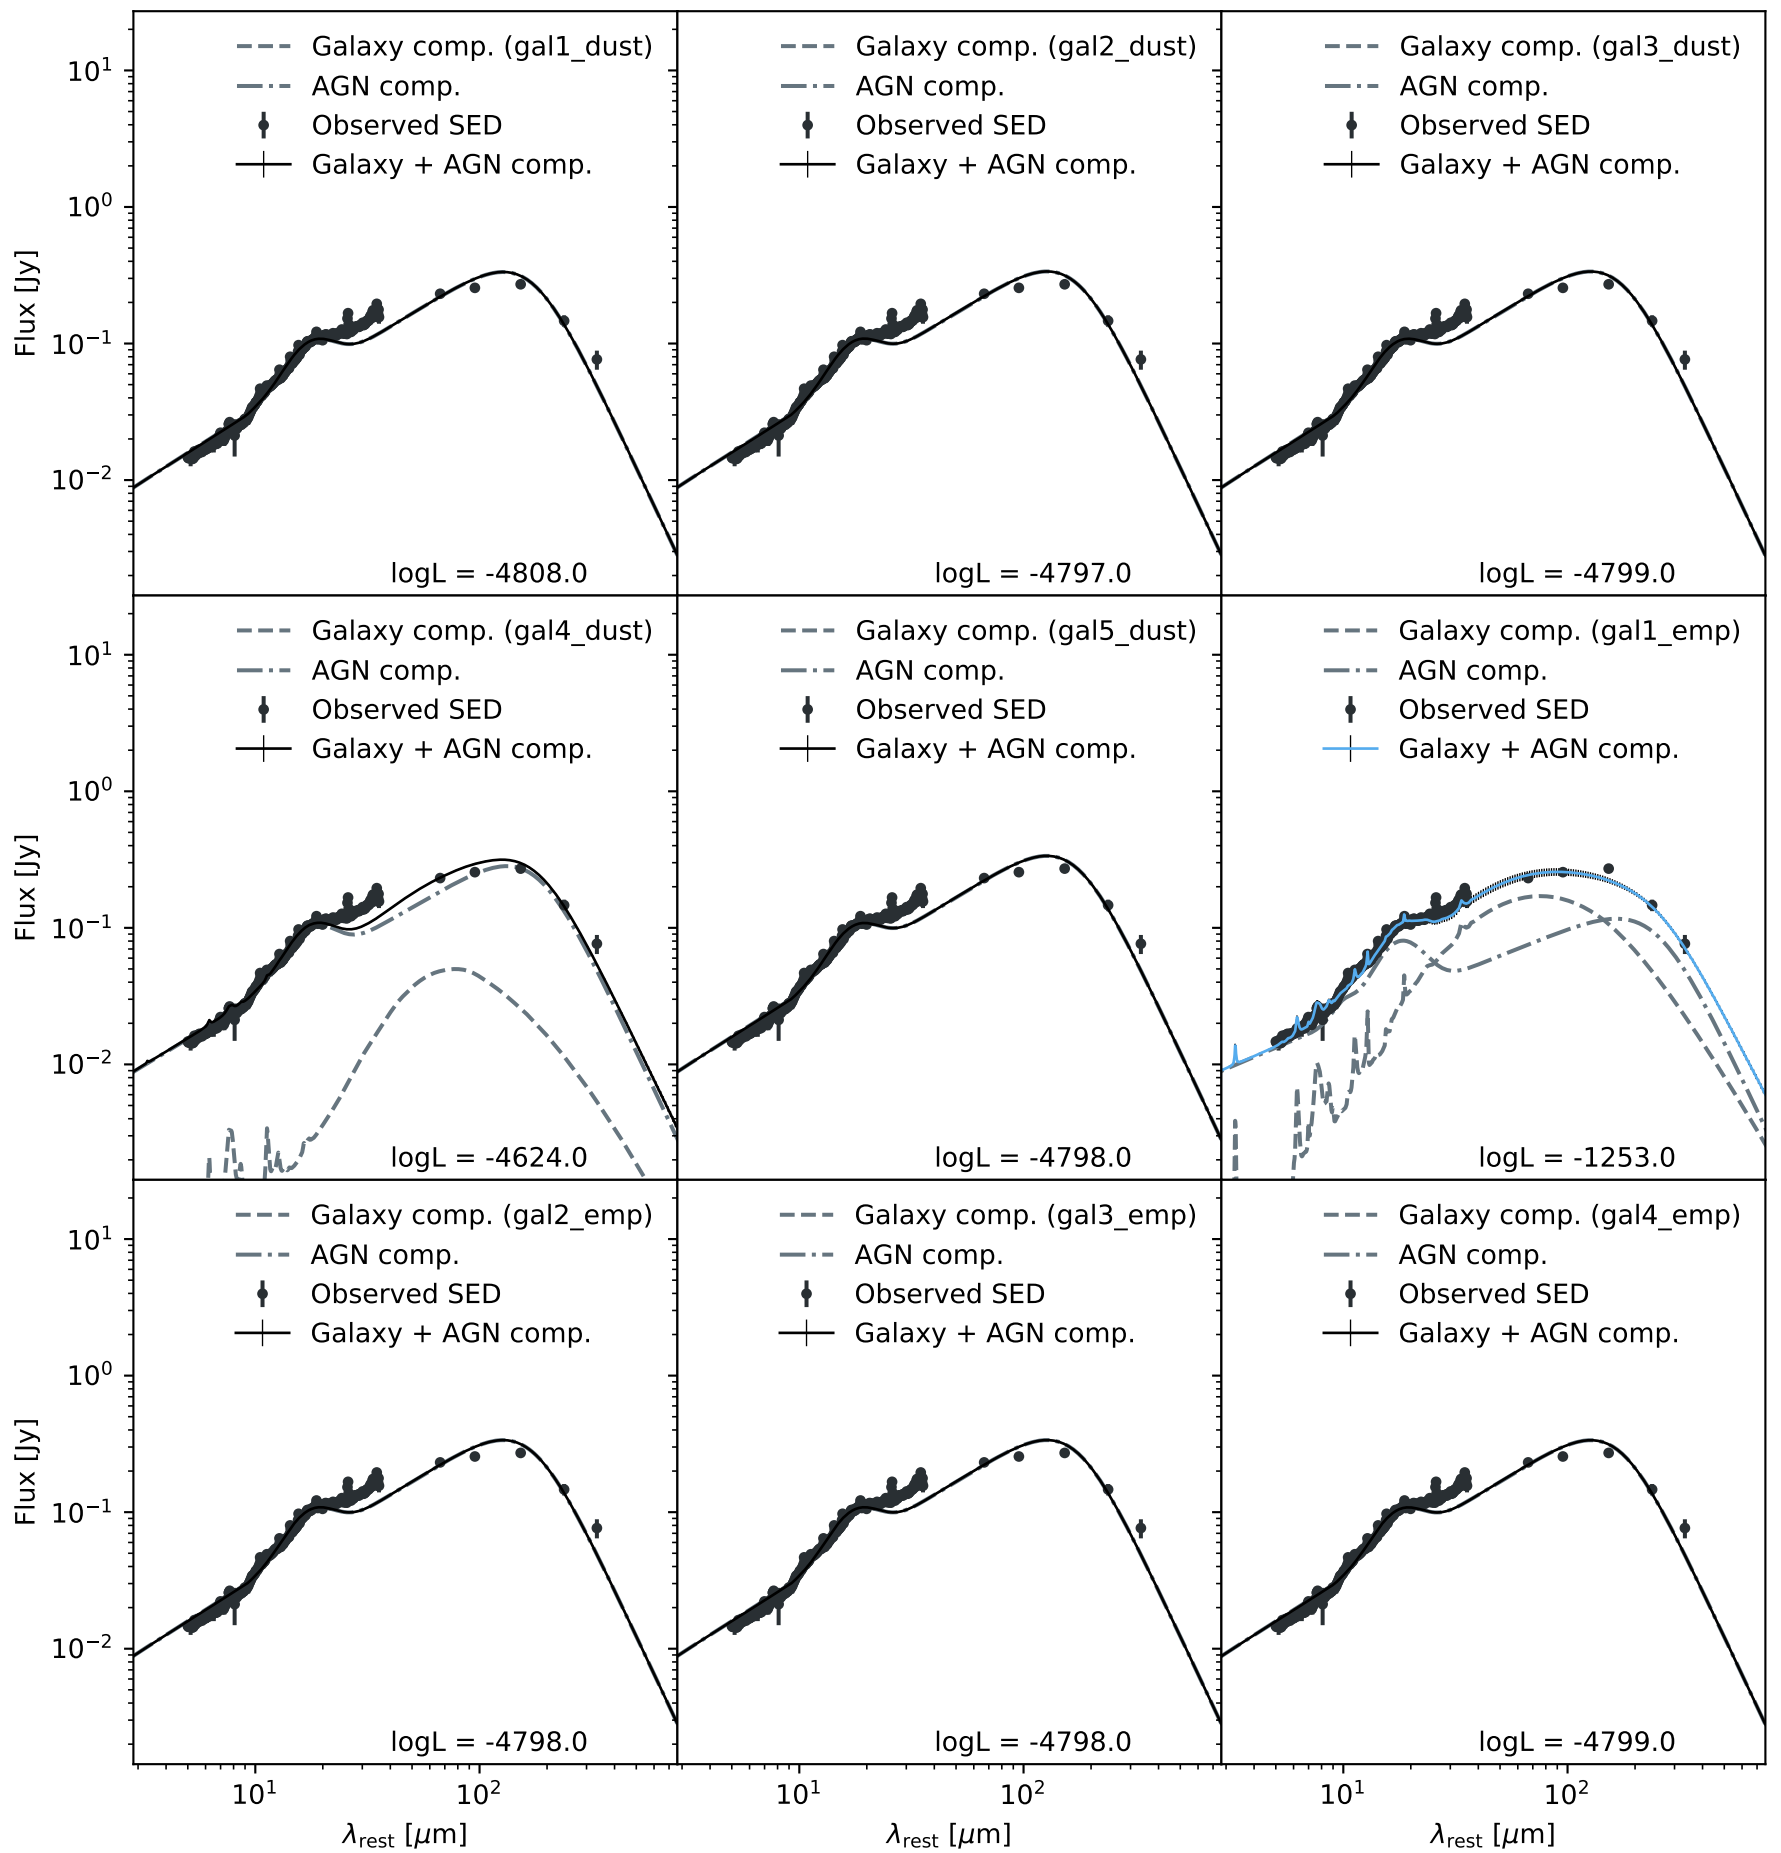 Galaxy comp. (gal1_dust)
AGN comp.
Observed SED
Galaxy + AGN comp.
logL = -4808.0
Galaxy comp. (gal2_dust)
AGN comp.
Observed SED
Galaxy + AGN comp.
logL = -4797.0
Galaxy comp. (gal3_dust)
AGN comp.
Observed SED
Galaxy + AGN comp.
logL = -4799.0
10¹
10⁰
10⁻¹
10⁻²
Flux [Jy]
Galaxy comp. (gal4_dust)
AGN comp.
Observed SED
Galaxy + AGN comp.
logL = -4624.0
Galaxy comp. (gal5_dust)
AGN comp.
Observed SED
Galaxy + AGN comp.
logL = -4798.0
Galaxy comp. (gal1_emp)
AGN comp.
Observed SED
Galaxy + AGN comp.
logL = -1253.0
10¹
10⁰
10⁻¹
10⁻²
Flux [Jy]
Galaxy comp. (gal2_emp)
AGN comp.
Observed SED
Galaxy + AGN comp.
logL = -4798.0
Galaxy comp. (gal3_emp)
AGN comp.
Observed SED
Galaxy + AGN comp.
logL = -4798.0
Galaxy comp. (gal4_emp)
AGN comp.
Observed SED
Galaxy + AGN comp.
logL = -4799.0
10¹
10⁰
10⁻¹
10⁻²
Flux [Jy]
10¹ 10² 10¹ 10² 10¹ 10²
λrest [μm] λrest [μm] λrest [μm]